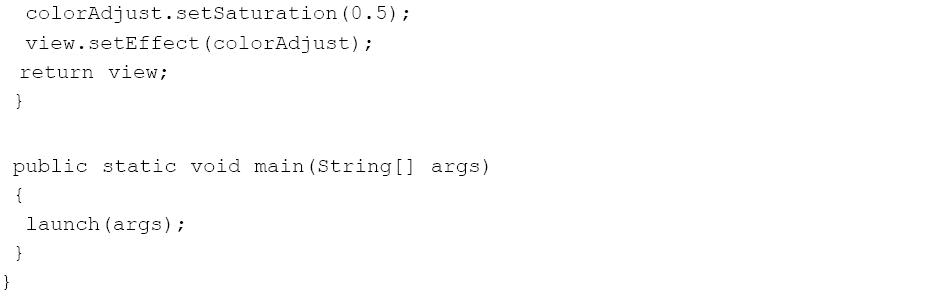 colorAdjust.setSaturation(0.5);
view.setEffect(colorAdjust);
return view;
}
public static void main(String[] args)
{
launch(args);
}
}